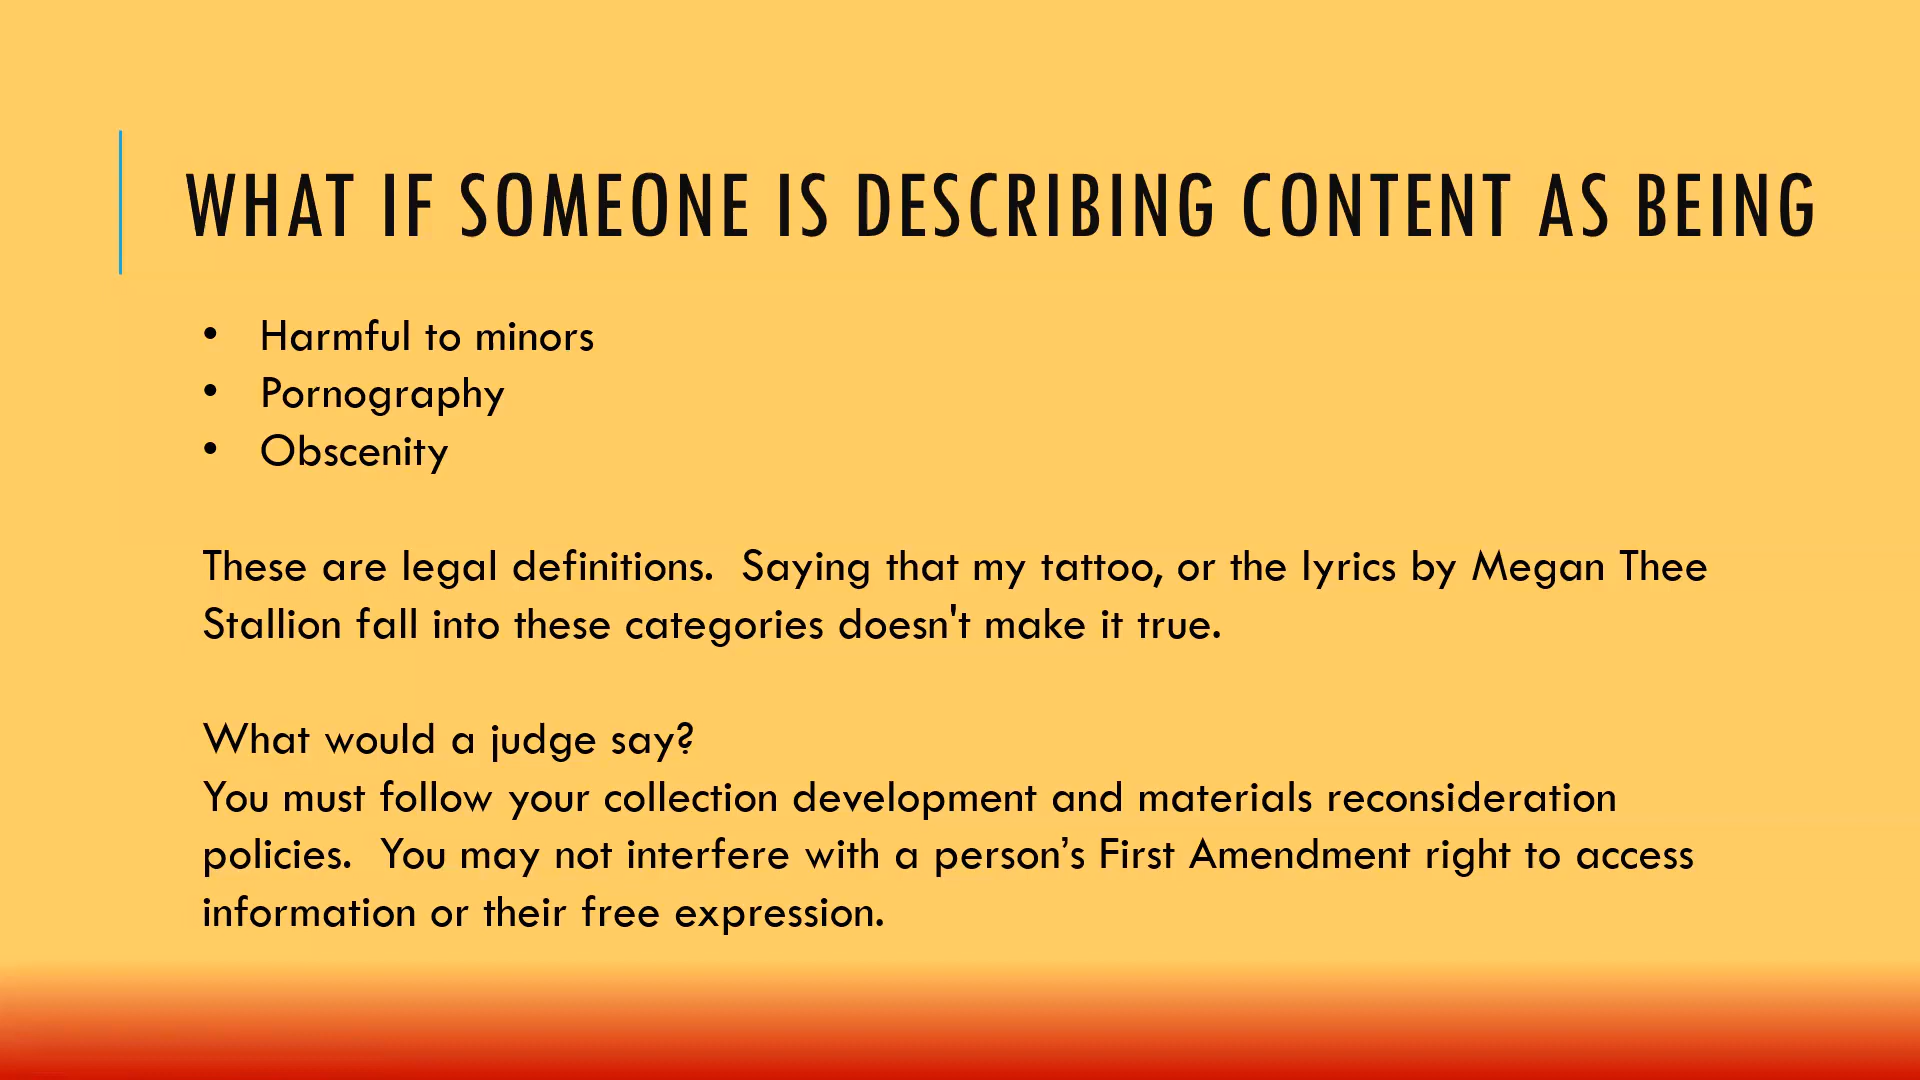 WHAT IF SOMEONE IS DESCRIBING CONTENT AS BEING
• Harmful to minors
• Pornography
• Obscenity
These are legal definitions.  Saying that my tattoo, or the lyrics by Megan Thee
Stallion fall into these categories doesn't make it true.
What would a judge say?
You must follow your collection development and materials reconsideration
policies.  You may not interfere with a person’s First Amendment right to access
information or their free expression.